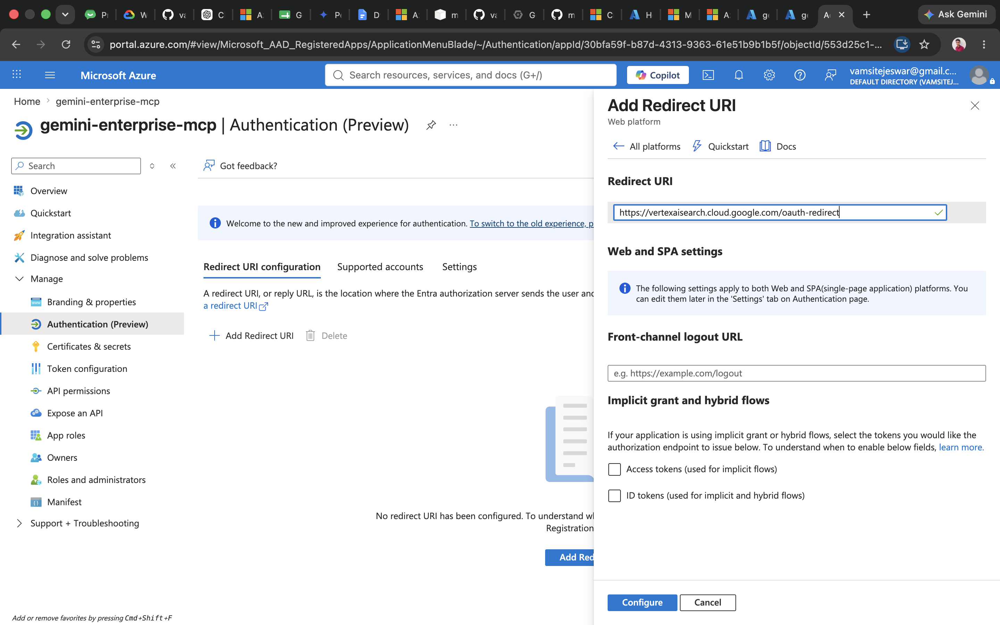 Pr
W
va
C
A:
G
Pe
D
A:
m
va
G
m
C
H
M
A:
ge
ge
A
Ask Gemini
portal.azure.com/#view/Microsoft_AAD_RegisteredApps/ApplicationMenuBlade/~/Authentication/appId/30bfa59f-b87d-4313-9363-61e51b9b1b5f/objectId/553d25c1-...
Microsoft Azure
Search resources, services, and docs (G+/)
Copilot
vamsitejeswar@gmail.c...
DEFAULT DIRECTORY (VAMSITEJ...
Home > gemini-enterprise-mcp
gemini-enterprise-mcp | Authentication (Preview)
Search
Overview
Quickstart
Integration assistant
Diagnose and solve problems
Manage
www
Branding & properties
Authentication (Preview)
Certificates & secrets
Token configuration
API permissions
Expose an API
App roles
Owners
Roles and administrators
Manifest
Support + Troubleshooting
Add or remove favorites by pressing Cmd+Shift+F
Got feedback?
Welcome to the new and improved experience for authentication. To switch to the old experience, p
Redirect URI configuration
Supported accounts
Settings
A redirect URI, or reply URL, is the location where the Entra authorization server sends the user and
a redirect URI
Add Redirect URI
Delete
No redirect URI has been configured. To understand wh
Registration
Add Red
Add Redirect URI
Web platform
All platforms
Quickstart
Docs
Redirect URI
https://vertexaisearch.cloud.google.com/oauth-redirect
Web and SPA settings
The following settings apply to both Web and SPA(single-page application) platforms. You
can edit them later in the 'Settings' tab on Authentication page.
Front-channel logout URL
e.g. https://example.com/logout
Implicit grant and hybrid flows
If your application is using implicit grant or hybrid flows, select the tokens you would like the
authorization endpoint to issue below. To understand when to enable below fields, learn more.
Access tokens (used for implicit flows)
ID tokens (used for implicit and hybrid flows)
Configure
Cancel